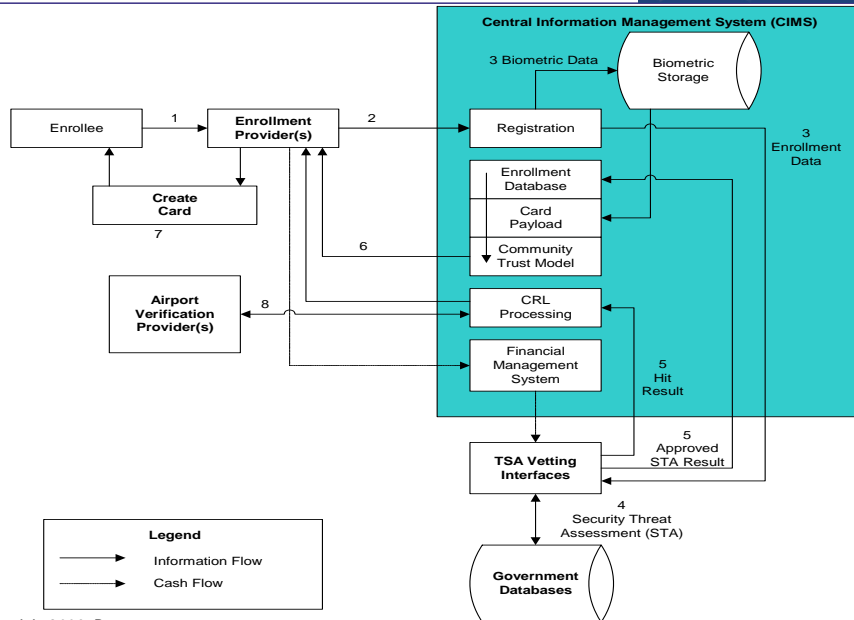 Central Information Management System (CIMS)
3 Biometric Data
Biometric
Storage
Enrollee
1
Enrollment
Provider(s)
2
Registration
3
Enrollment
Data
Create
Card
7
Enrollment
Database
Card
Payload
Community
Trust Model
6
Airport
Verification
Provider(s)
8
CRL
Processing
Financial
Management
System
5
Hit
Result
5
Approved
STA Result
TSA Vetting
Interfaces
4
Security Threat
Assessment (STA)
Government
Databases
Legend
Information Flow
Cash Flow